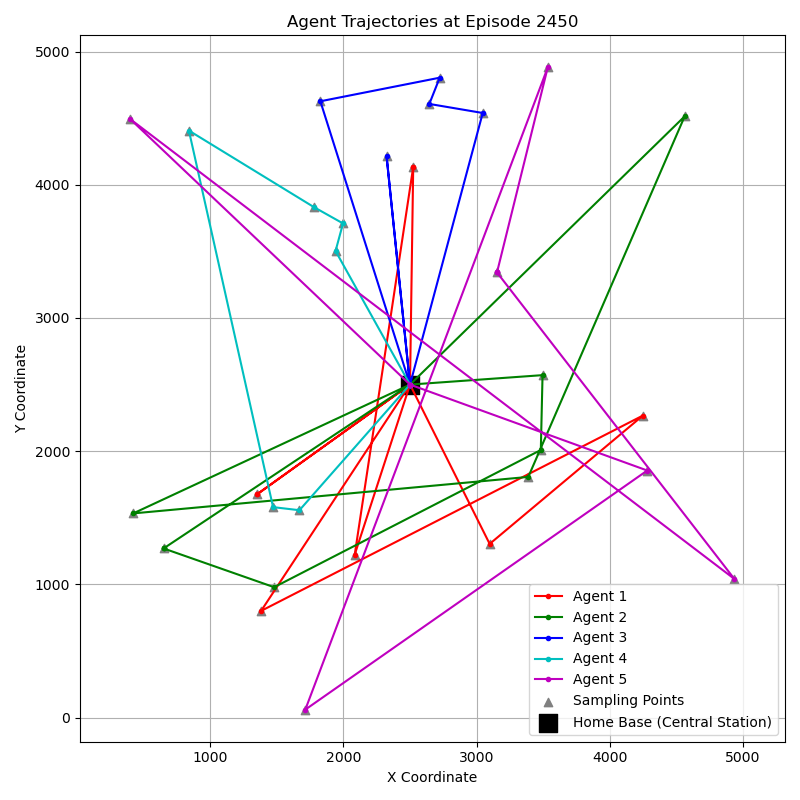 Agent Trajectories at Episode 2450
5000
4000
3000
2000
1000
0
Y Coordinate
1000
2000
3000
4000
5000
X Coordinate
Agent 1
Agent 2
Agent 3
Agent 4
Agent 5
Sampling Points
Home Base (Central Station)